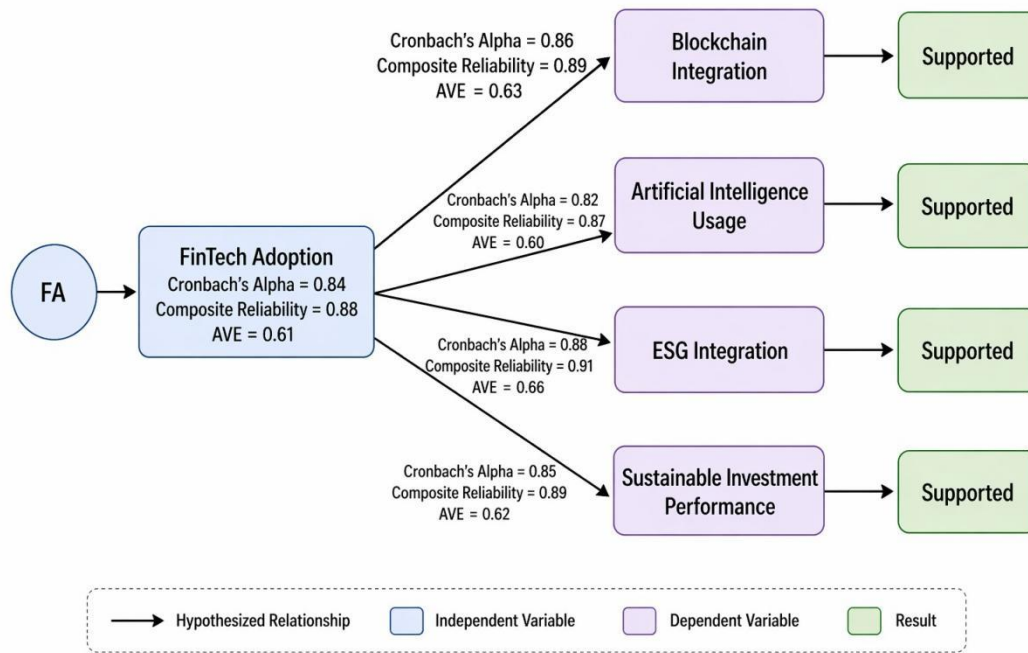 Cronbach's Alpha = 0.86
Composite Reliability = 0.89
AVE = 0.63
Blockchain
Integration
Supported
Cronbach's Alpha = 0.82
Composite Reliability = 0.87
AVE = 0.60
Artificial Intelligence
Usage
Supported
FA
FinTech Adoption
Cronbach's Alpha = 0.84
Composite Reliability = 0.88
AVE = 0.61
Cronbach's Alpha = 0.88
Composite Reliability = 0.91
AVE = 0.66
ESG Integration
Supported
Cronbach's Alpha = 0.85
Composite Reliability = 0.89
AVE = 0.62
Sustainable Investment
Performance
Supported
Hypothesized Relationship
Independent Variable
Dependent Variable
Result